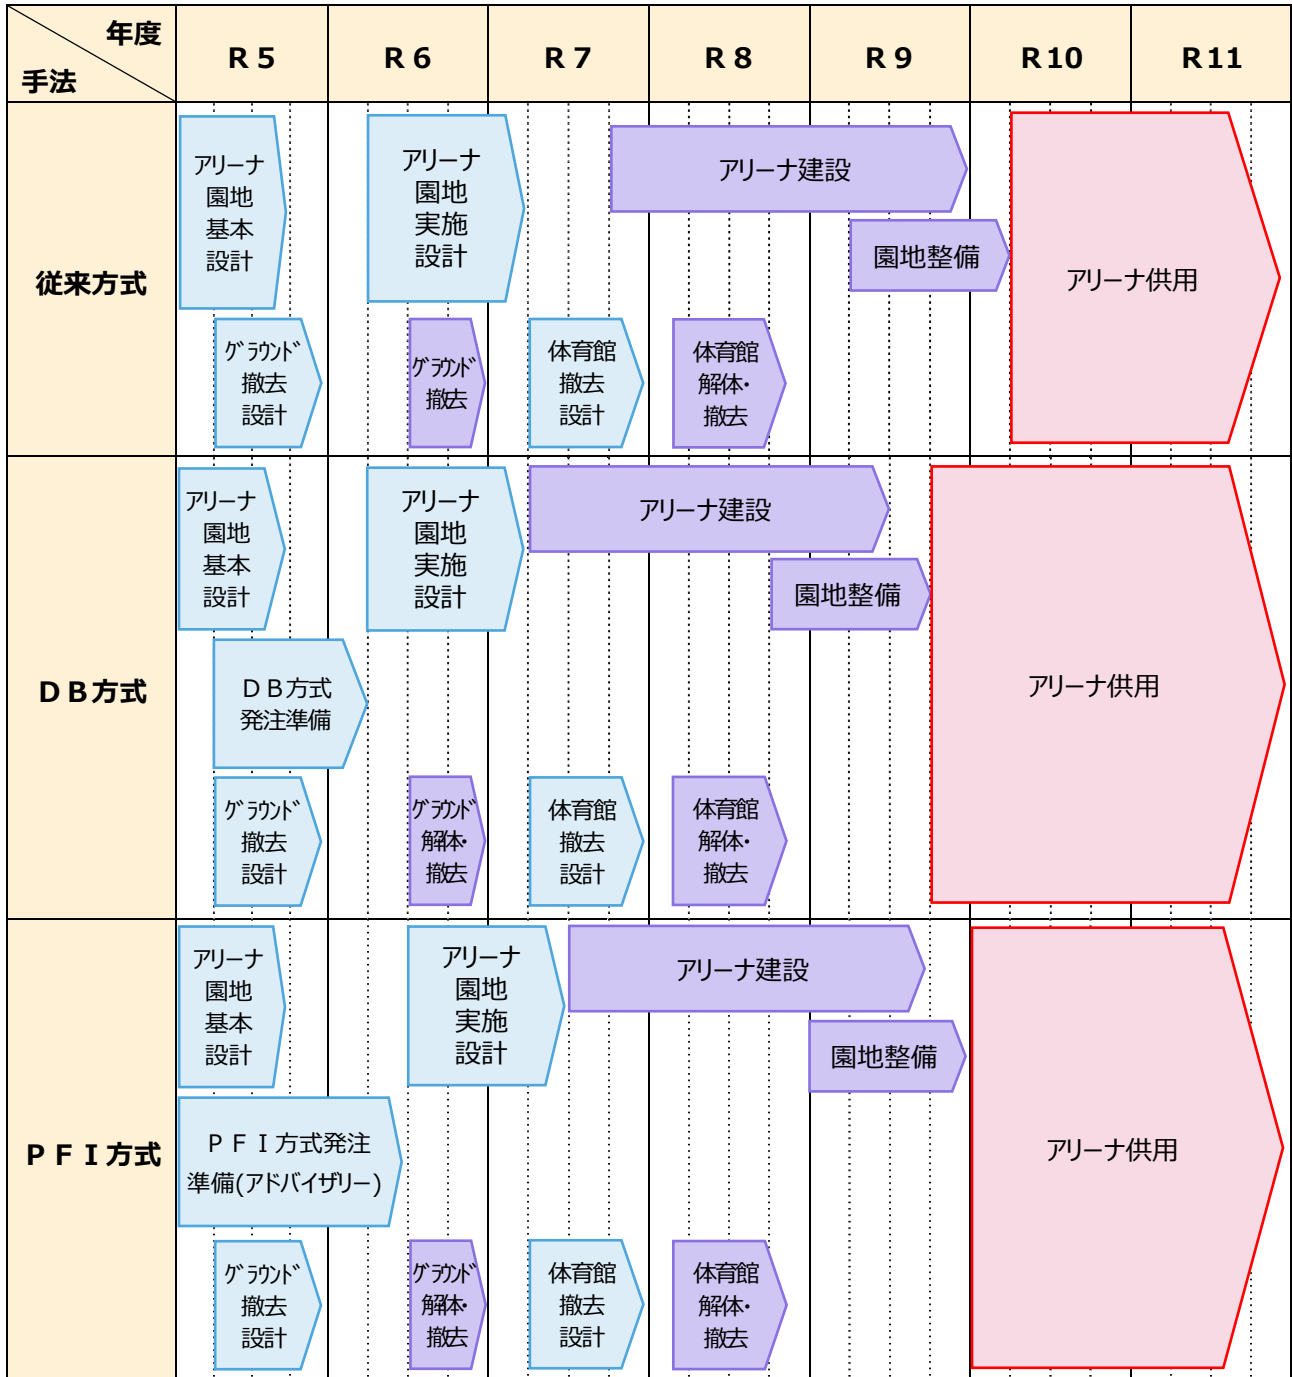 年度
手法
R5
R6
R7
R8
R9
R10
R11
従来方式
アリーナ
園地
基本
設計
アリーナ
園地
実施
設計
アリーナ建設
園地整備
アリーナ供用
グラウンド
撤去
設計
グラウンド
撤去
体育館
撤去
設計
体育館
解体・
撤去
DB方式
アリーナ
園地
基本
設計
アリーナ
園地
実施
設計
アリーナ建設
園地整備
アリーナ供用
DB方式
発注準備
グラウンド
撤去
設計
グラウンド
解体・
撤去
体育館
撤去
設計
体育館
解体・
撤去
PFI方式
アリーナ
園地
基本
設計
アリーナ
園地
実施
設計
アリーナ建設
園地整備
アリーナ供用
PFI方式発注
準備(アドバイザリー)
グラウンド
撤去
設計
グラウンド
解体・
撤去
体育館
撤去
設計
体育館
解体・
撤去